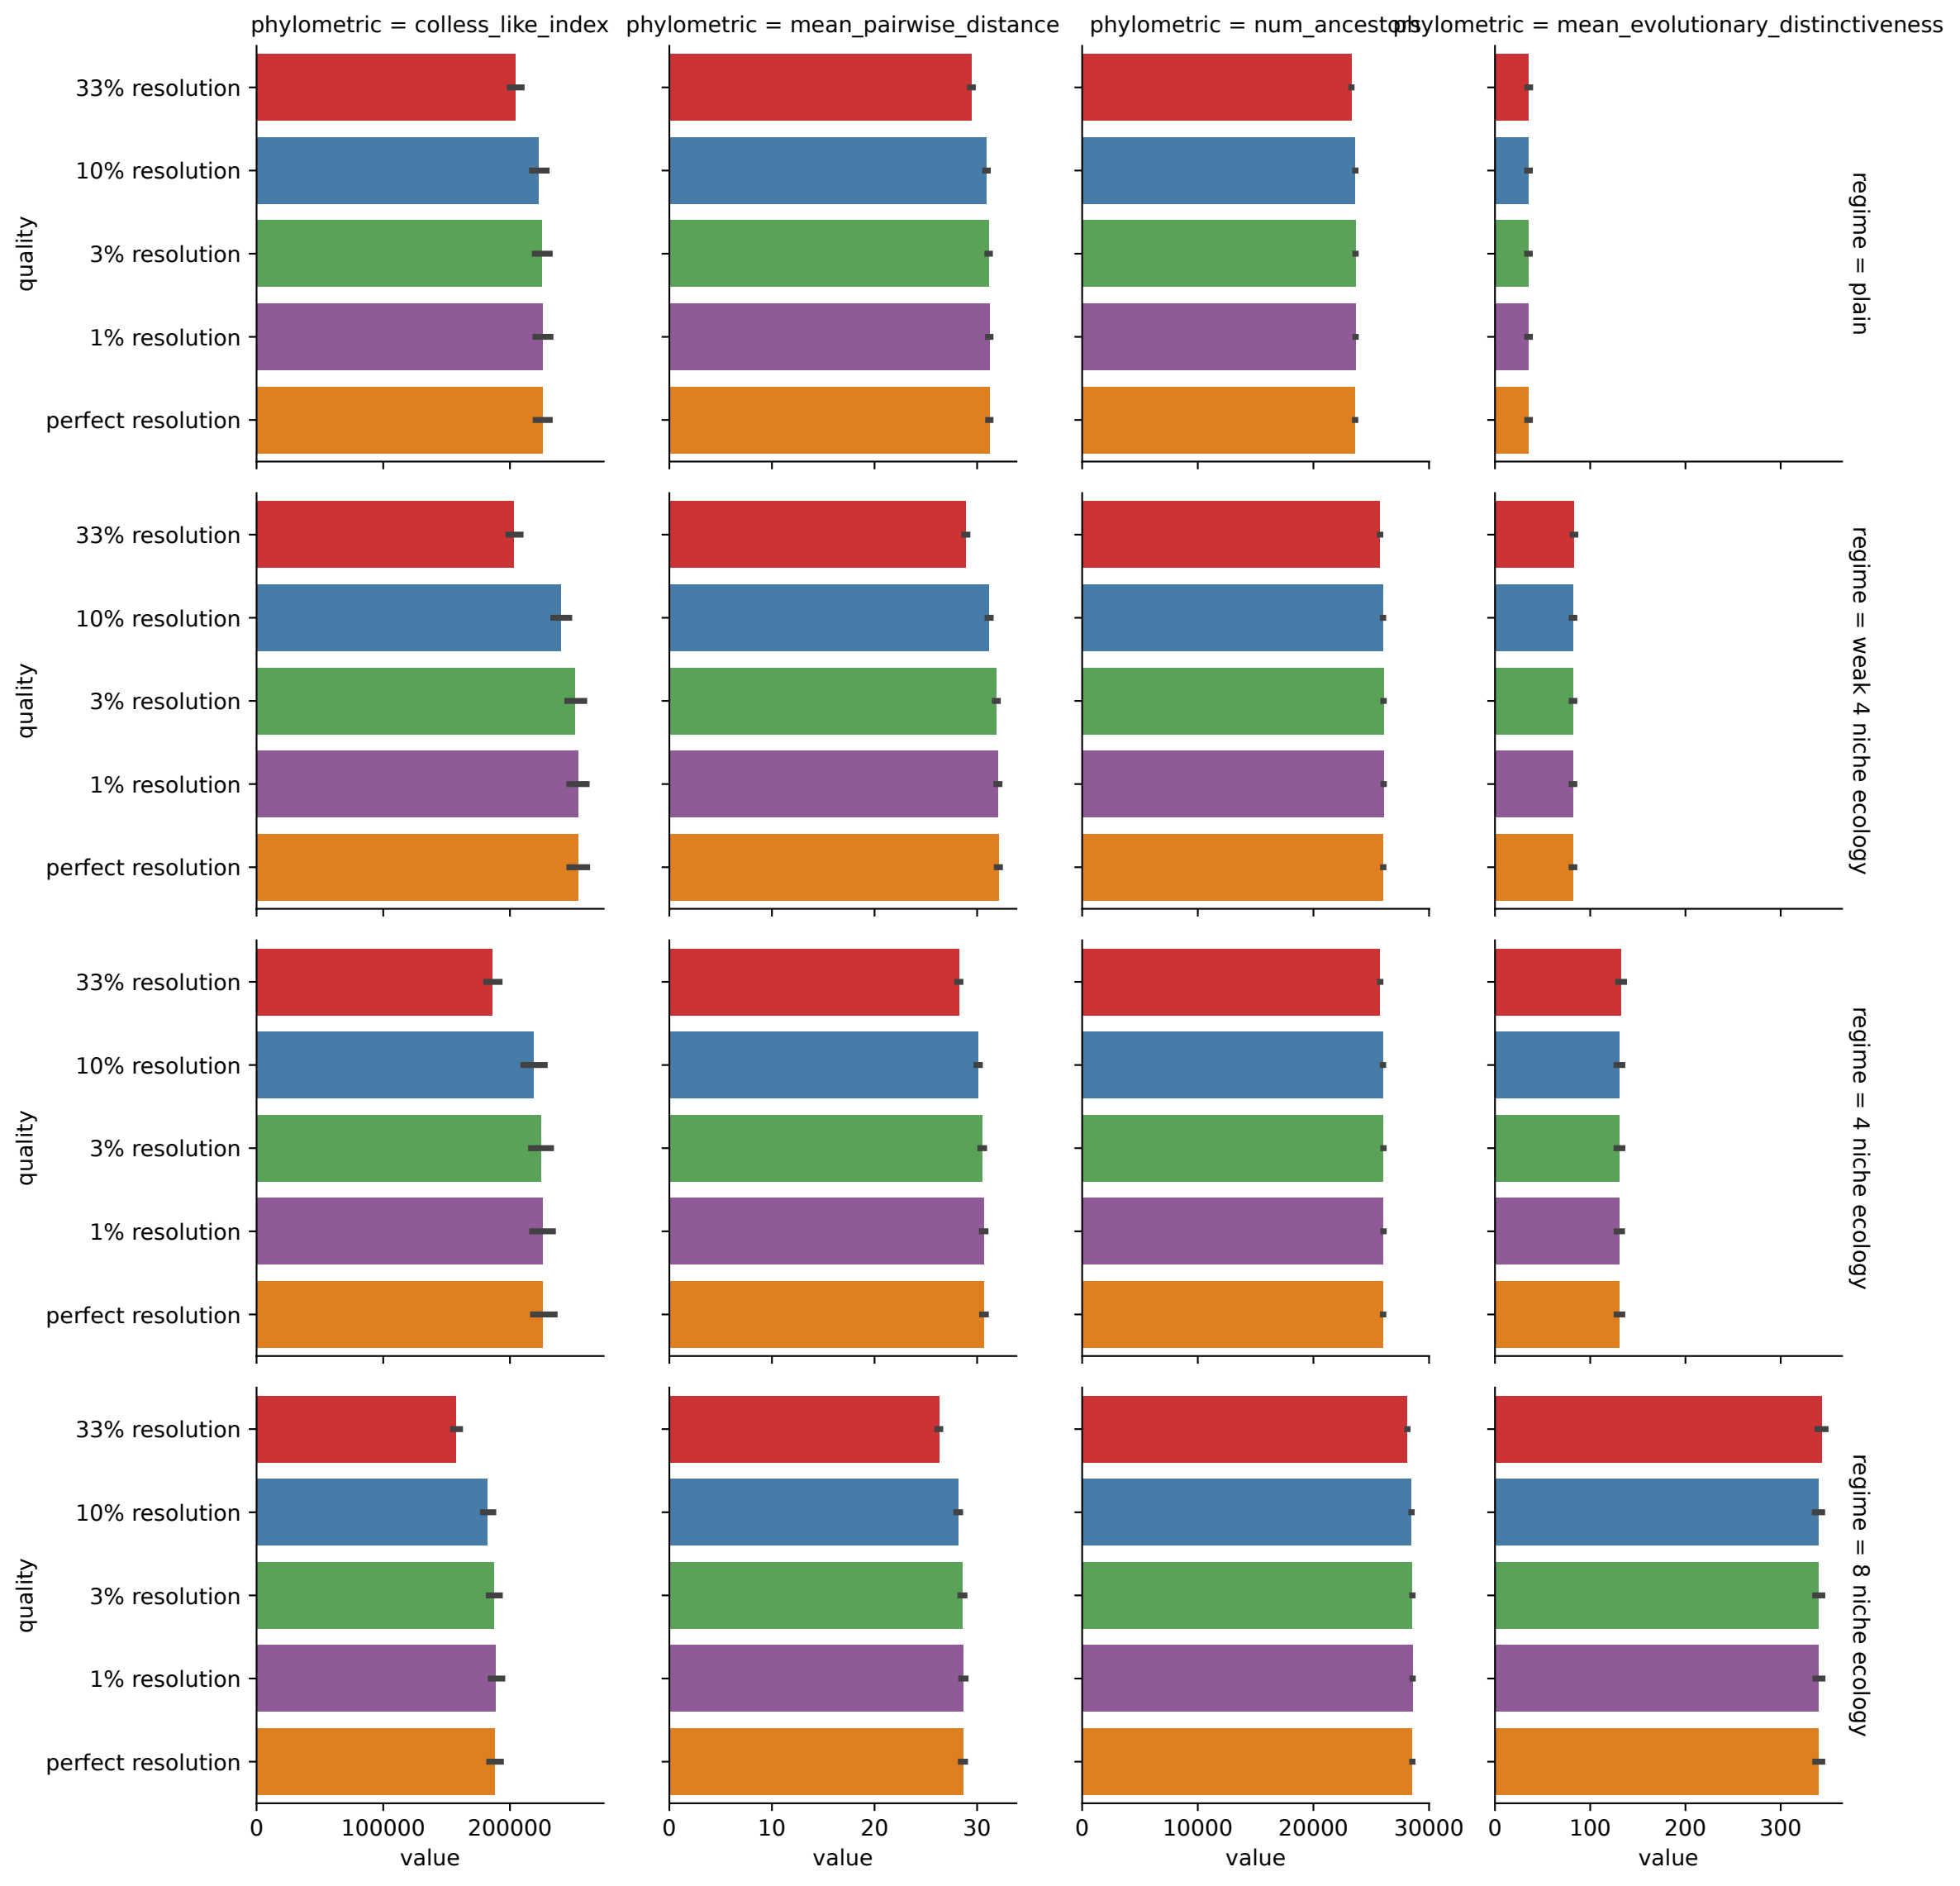 phylometric = colless_like_index
phylometric = mean_pairwise_distance
phylometric = num_ancestors
phylometric = mean_evolutionary_distinctiveness
quality
33% resolution
10% resolution
3% resolution
1% resolution
perfect resolution
regime = plain
quality
33% resolution
10% resolution
3% resolution
1% resolution
perfect resolution
regime = weak 4 niche ecology
quality
33% resolution
10% resolution
3% resolution
1% resolution
perfect resolution
regime = 4 niche ecology
quality
33% resolution
10% resolution
3% resolution
1% resolution
perfect resolution
regime = 8 niche ecology
0 100000 200000
0 10 20 30
0 10000 20000 30000
0 100 200 300
value
value
value
value